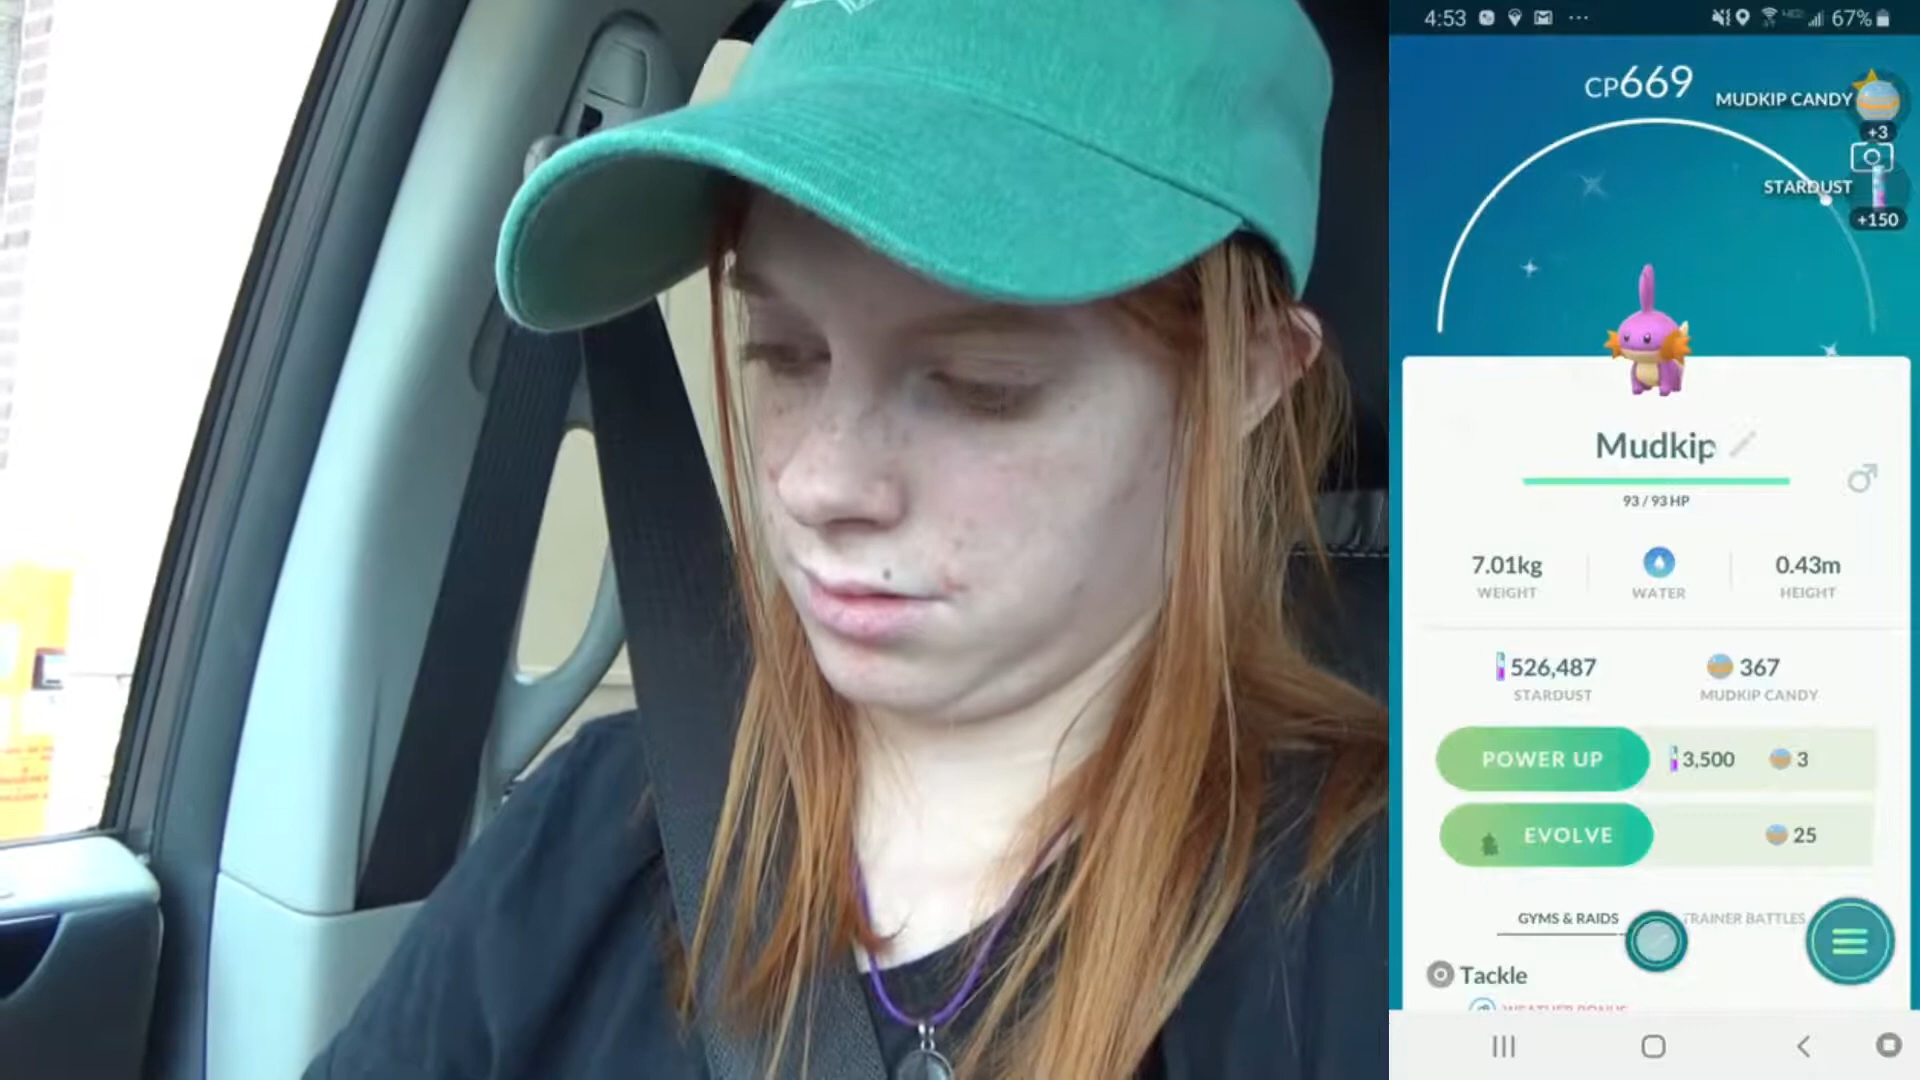 4:53
67%
CP669
MUDKIP CANDY
+3
STARDUST
+150
Mudkip
93 / 93 HP
7.01kg
WEIGHT
WATER
0.43m
HEIGHT
526,487
STARDUST
367
MUDKIP CANDY
POWER UP 3,500 3
EVOLVE 25
GYMS & RAIDS
TRAINER BATTLES
Tackle
WEATHER BONUS